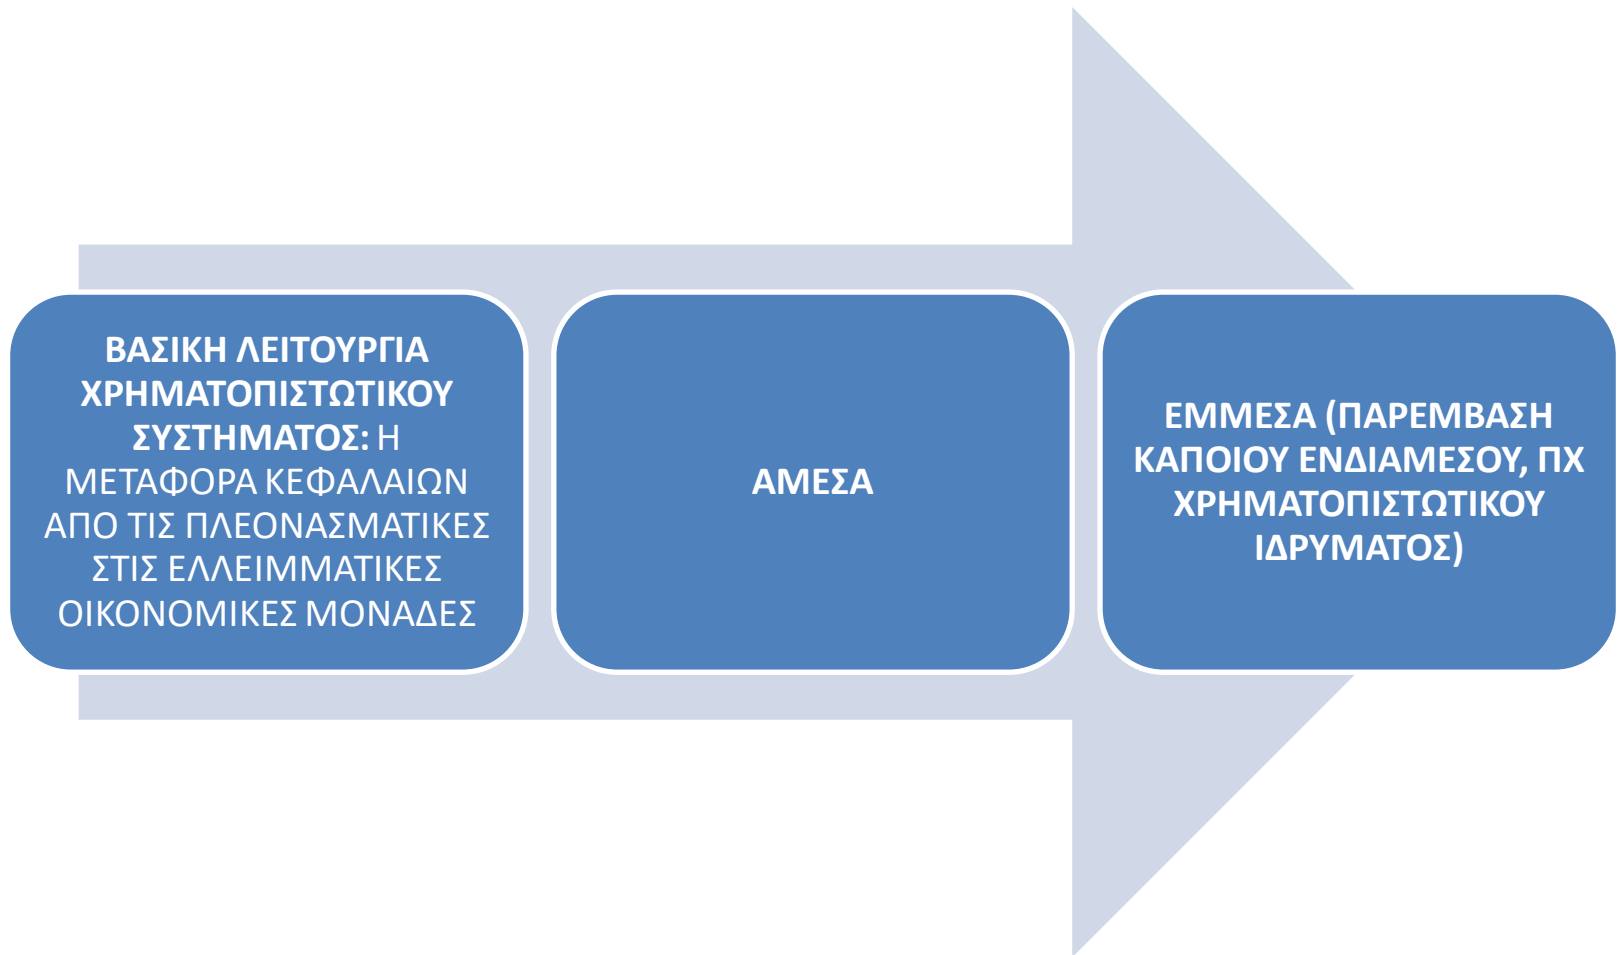 ΒΑΣΙΚΗ ΛΕΙΤΟΥΡΓΙΑ
ΧΡΗΜΑΤΟΠΙΣΤΩΤΙΚΟΥ
ΣΥΣΤΗΜΑΤΟΣ: Η
ΜΕΤΑΦΟΡΑ ΚΕΦΑΛΑΙΩΝ
ΑΠΟ ΤΙΣ ΠΛΕΟΝΑΣΜΑΤΙΚΕΣ
ΣΤΙΣ ΕΛΛΕΙΜΜΑΤΙΚΕΣ
ΟΙΚΟΝΟΜΙΚΕΣ ΜΟΝΑΔΕΣ
ΑΜΕΣΑ
ΕΜΜΕΣΑ (ΠΑΡΕΜΒΑΣΗ
ΚΑΠΟΙΟΥ ΕΝΔΙΑΜΕΣΟΥ, ΠΧ
ΧΡΗΜΑΤΟΠΙΣΤΩΤΙΚΟΥ
ΙΔΡΥΜΑΤΟΣ)